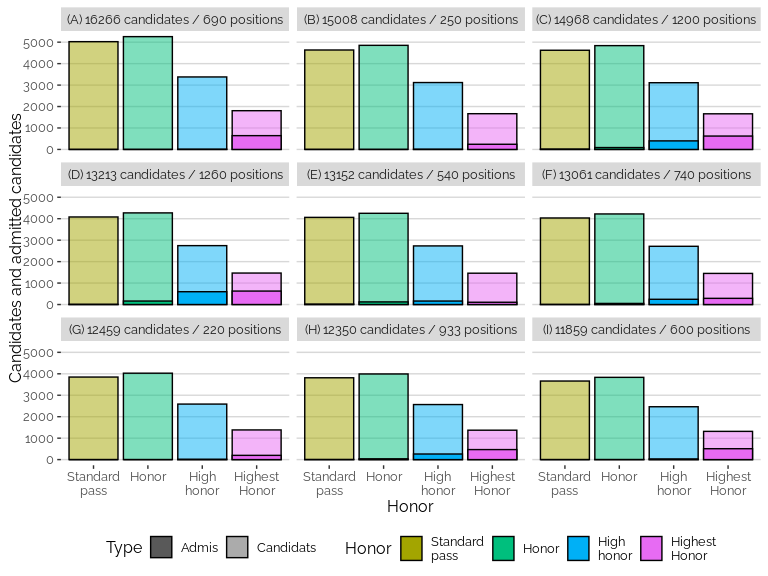 (A) 16266 candidates / 690 positions
(B) 15008 candidates / 250 positions
(C) 14968 candidates / 1200 positions
5000
4000
3000
2000
1000
0
(D) 13213 candidates / 1260 positions
(E) 13152 candidates / 540 positions
(F) 13061 candidates / 740 positions
5000
4000
3000
2000
1000
0
(G) 12459 candidates / 220 positions
(H) 12350 candidates / 933 positions
(I) 11859 candidates / 600 positions
5000
4000
3000
2000
1000
0
Candidates and admitted candidates
Standard
pass
Honor
High
honor
Highest
Honor
Standard
pass
Honor
High
honor
Highest
Honor
Standard
pass
Honor
High
honor
Highest
Honor
Honor
Type
Admis
Candidats
Honor
Standard
pass
Honor
High
honor
Highest
Honor